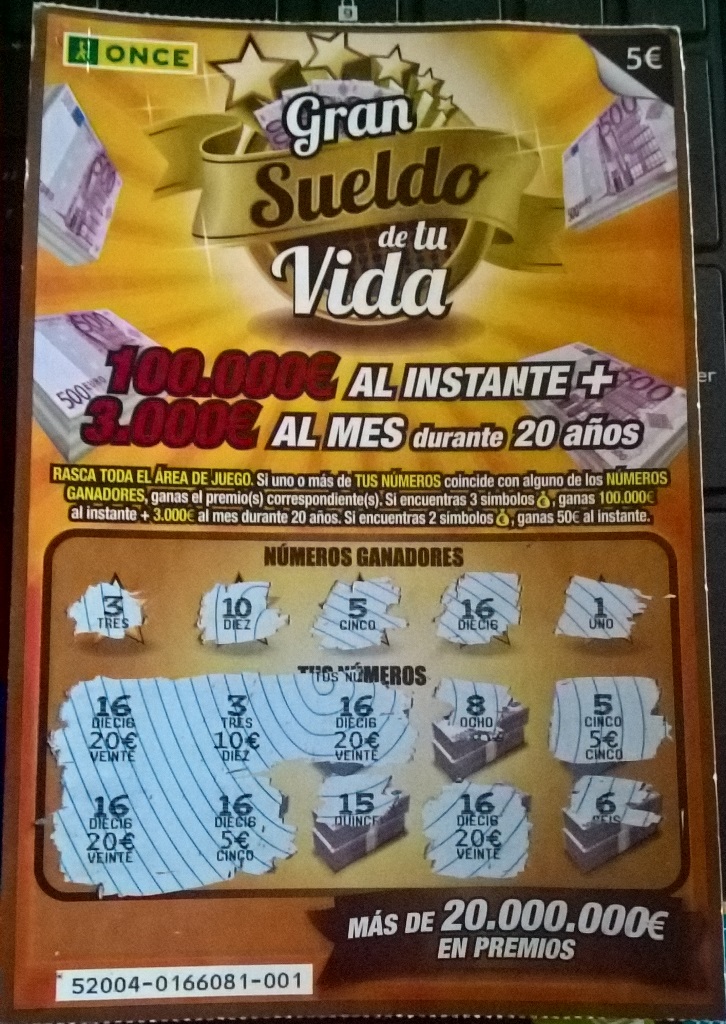 ONCE
5€
Gran
Sueldo
de tu
Vida
100.000€ AL INSTANTE +
3.000€ AL MES durante 20 años
RASCA TODA EL ÁREA DE JUEGO. Si uno o más de TUS NÚMEROS coincide con alguno de los NÚMEROS
GANADORES, ganas el premio(s) correspondiente(s). Si encuentras 3 simbolos, ganas 100.000€
al instante + 3.000€ al mes durante 20 años. Si encuentras 2 simbolos, ganas 50€ al instante.
NÚMEROS GANADORES
3 10 5 16 1
TRES DIEZ CINCO DIECI6 UNO
TUS NÚMEROS
16 3 16 8 5
DIECI6 TRES DIECI6 OCHO CINCO
20€ 10€ 20€ 5€
VEINTE DIEZ VEINTE CINCO
16 16 15 16 6
DIECI6 DIECI6 QUINCE DIECI6 SEIS
20€ 5€ 20€
VEINTE CINCO VEINTE
MÁS DE 20.000.000€
EN PREMIOS
52004-0166081-001